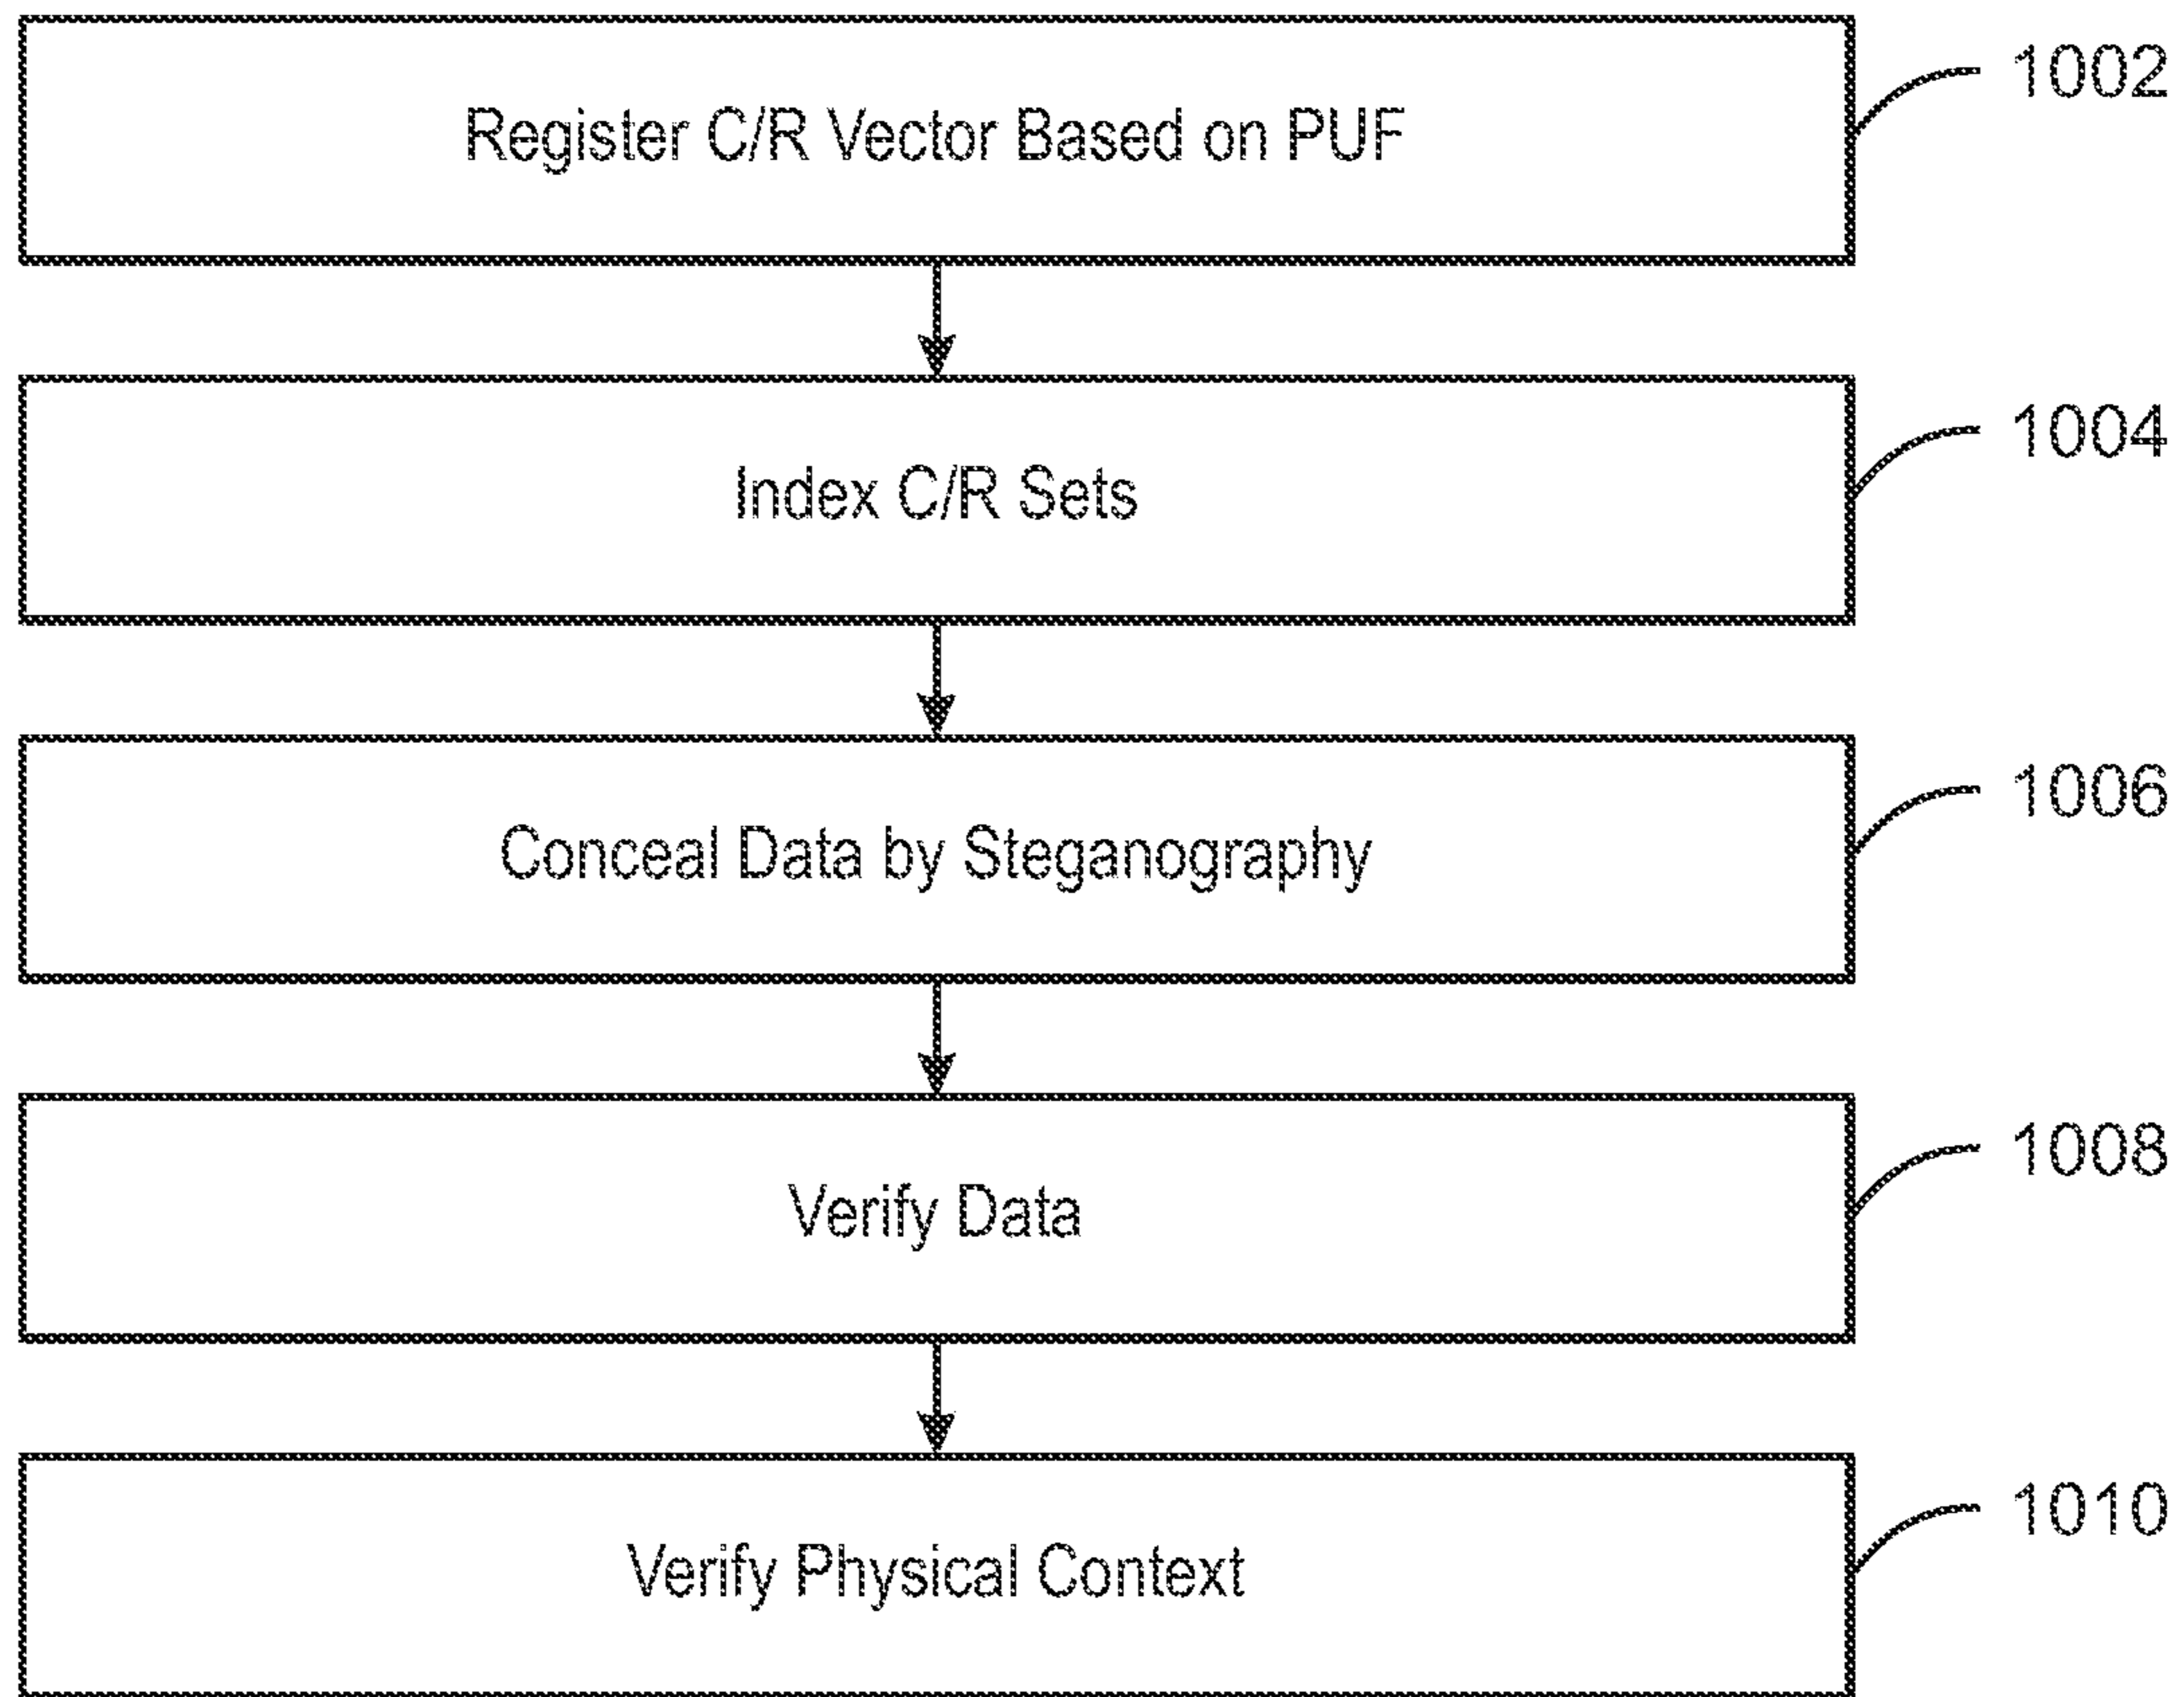 Register C/R Vector Based on PUF
1002
Index C/R Sets
1004
Conceal Data by Steganography
1006
Verify Data
1008
Verify Physical Context
1010